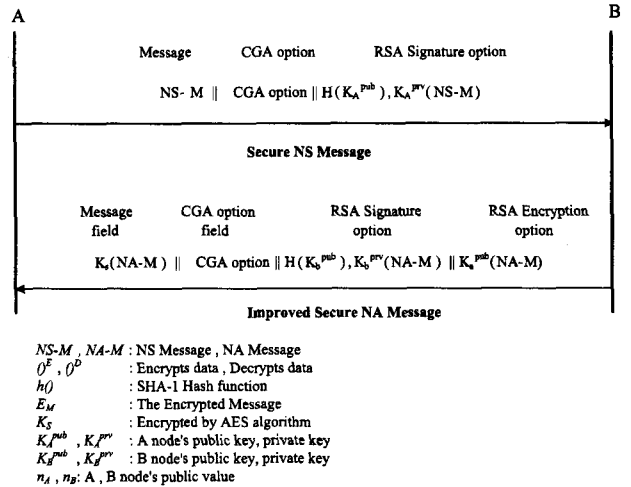 A B
Message CGA option RSA Signature option
NS- M || CGA option || H(K_A^pub), K_A^prv(NS-M)
Secure NS Message
Message field CGA option field RSA Signature option RSA Encryption option
K_s(NA-M) || CGA option || H(K_b^pub), K_b^prv(NA-M) || K_a^pub(NA-M)
Improved Secure NA Message
NS-M , NA-M : NS Message , NA Message
()^E , ()^D : Encrypts data , Decrypts data
h() : SHA-1 Hash function
E_M : The Encrypted Message
K_S : Encrypted by AES algorithm
K_A^pub , K_A^prv : A node's public key, private key
K_B^pub , K_B^prv : B node's public key, private key
n_A , n_B: A , B node's public value